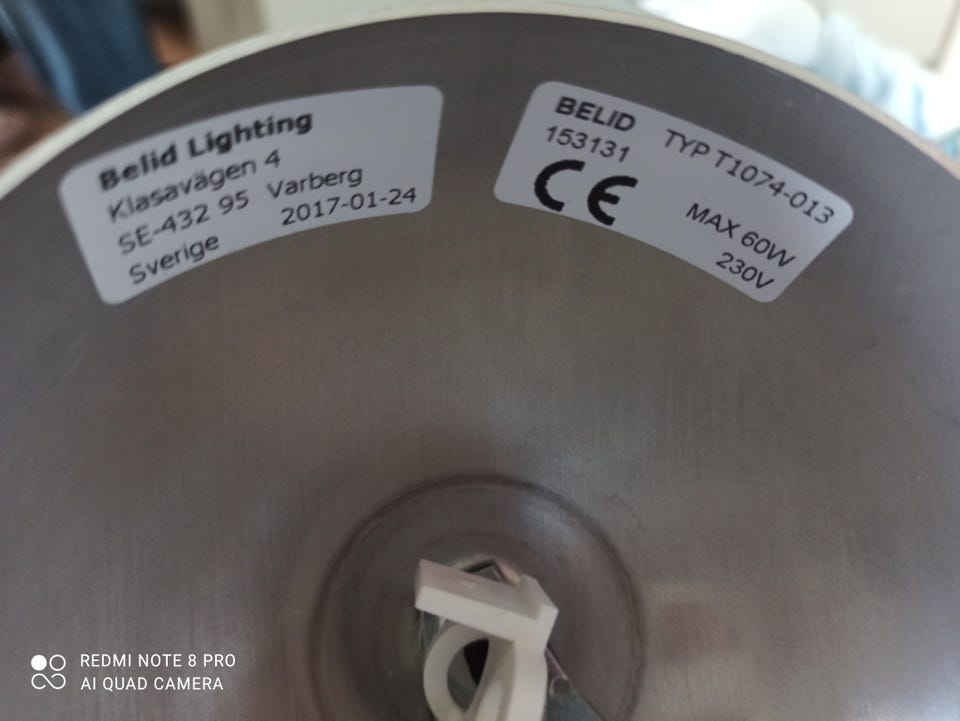 Belid Lighting
Klasavägen 4
SE-432 95 Varberg
Sverige 2017-01-24
BELID TYP T1074-013
153131
CE MAX 60W
230V
REDMI NOTE 8 PRO
AI QUAD CAMERA